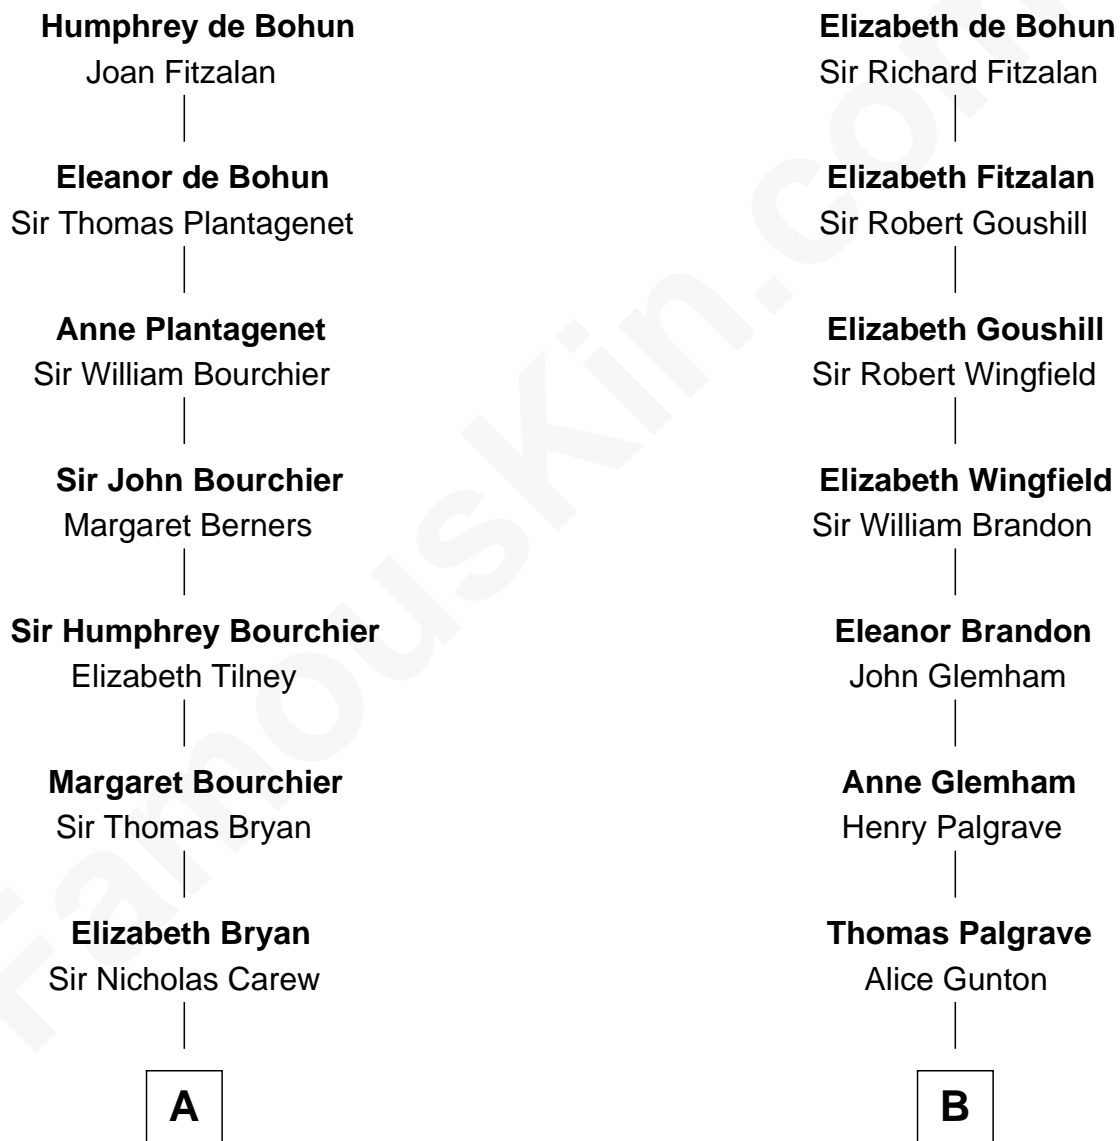 Humphrey de Bohun
Joan Fitzalan
Eleanor de Bohun
Sir Thomas Plantagenet
Anne Plantagenet
Sir William Bourchier
Sir John Bourchier
Margaret Berners
Sir Humphrey Bourchier
Elizabeth Tilney
Margaret Bourchier
Sir Thomas Bryan
Elizabeth Bryan
Sir Nicholas Carew
A
Elizabeth de Bohun
Sir Richard Fitzalan
Elizabeth Fitzalan
Sir Robert Goushill
Elizabeth Goushill
Sir Robert Wingfield
Elizabeth Wingfield
Sir William Brandon
Eleanor Brandon
John Glemham
Anne Glemham
Henry Palgrave
Thomas Palgrave
Alice Gunton
B
FamousKin.com